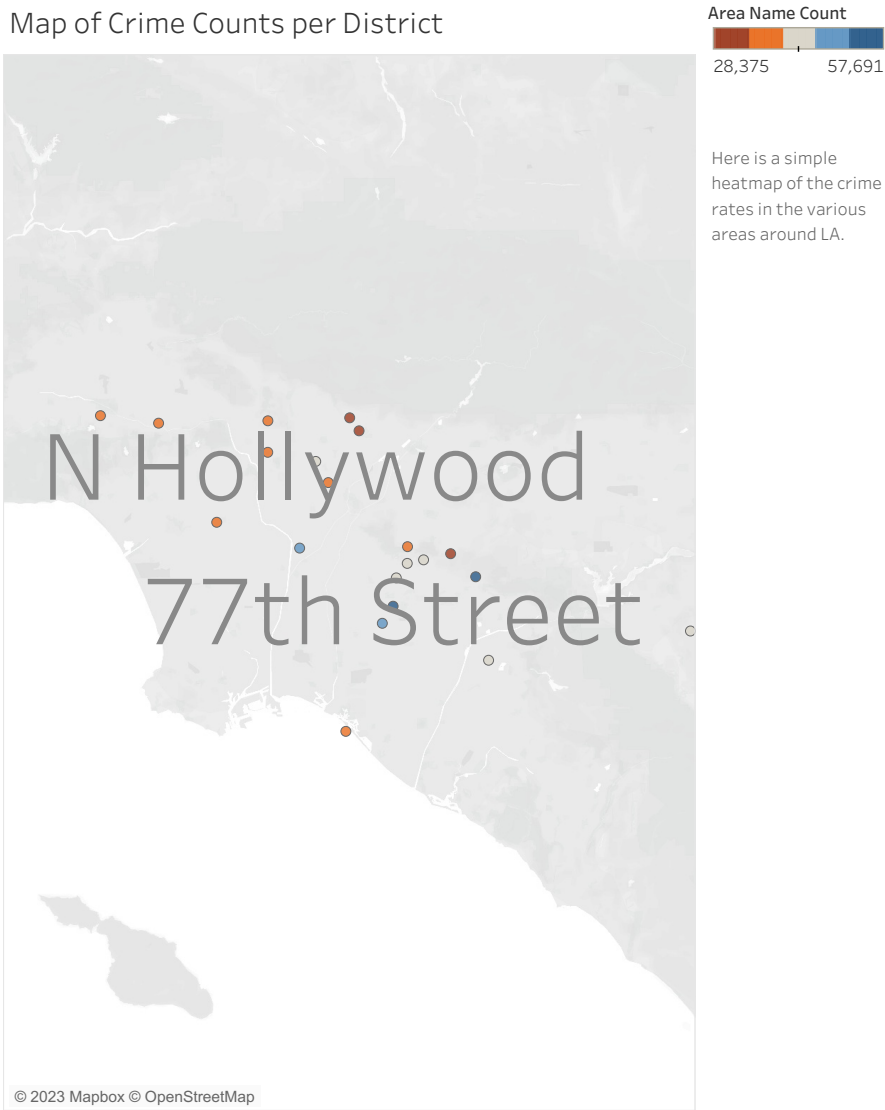 Map of Crime Counts per District
Area Name Count
28,375 57,691
Here is a simple
heatmap of the crime
rates in the various
areas around LA.
N Hollywood
77th Street
© 2023 Mapbox © OpenStreetMap